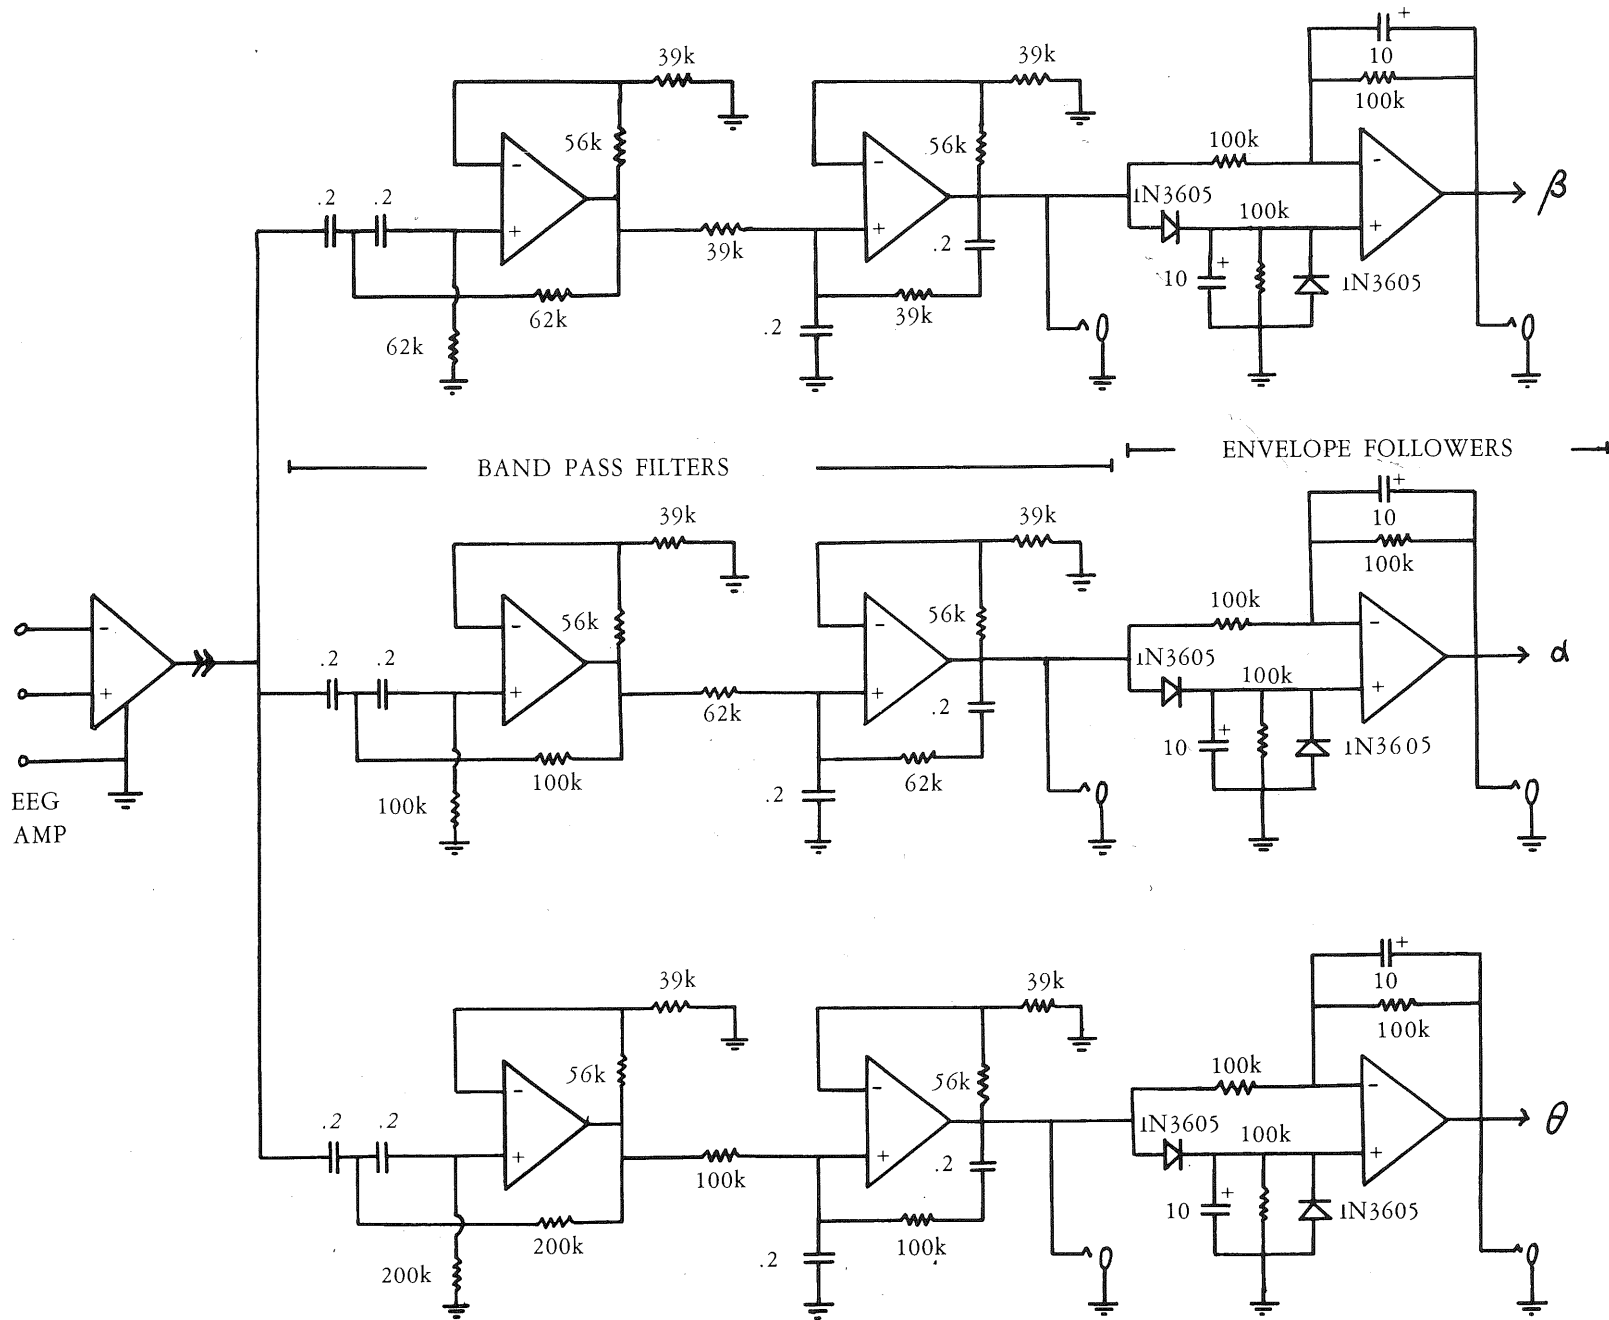 39k
39k
+
10
100k
56k
-
56k
-
100k
-
.2 .2
1N3605
100k
β
+
39k
+
.2
+
10
+
1N3605
62k
39k
62k
.2
BAND PASS FILTERS
ENVELOPE FOLLOWERS
39k
39k
+
10
100k
56k
-
56k
-
100k
-
.2 .2
1N3605
100k
α
-
+
+
62k
+
.2
+
10
+
1N3605
100k
62k
100k
.2
EEG
AMP
39k
39k
+
10
100k
56k
-
56k
-
100k
-
.2 .2
1N3605
100k
θ
+
100k
+
.2
+
10
+
1N3605
200k
100k
200k
.2